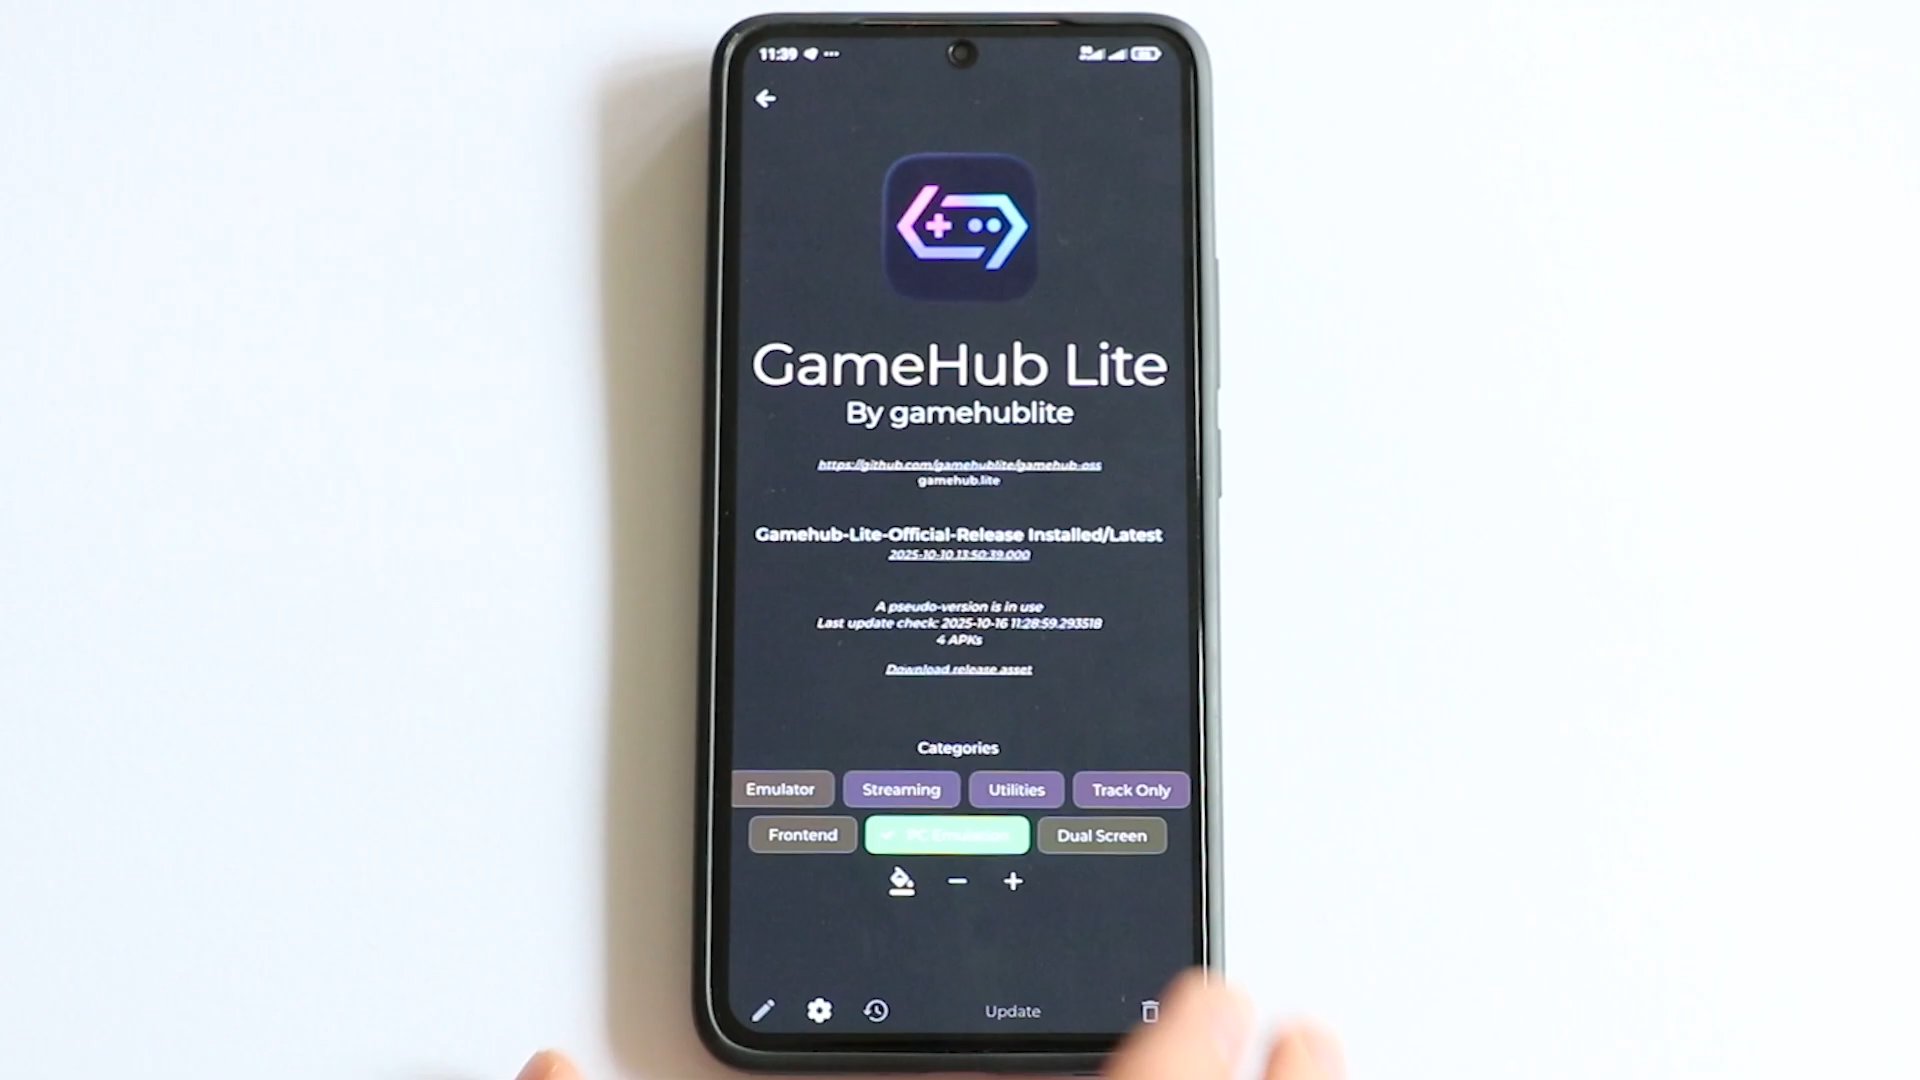 11:39
GameHub Lite
By gamehublite
https://github.com/gamehublite/gamehub-oss
gamehub.lite
Gamehub-Lite-Official-Release Installed/Latest
2025-10-10 13:50:39.000
A pseudo-version is in use
Last update check: 2025-10-16 11:28:59.293518
4 APKs
Download release asset
Categories
Emulator Streaming Utilities Track Only
Frontend PC Emulation Dual Screen
Update